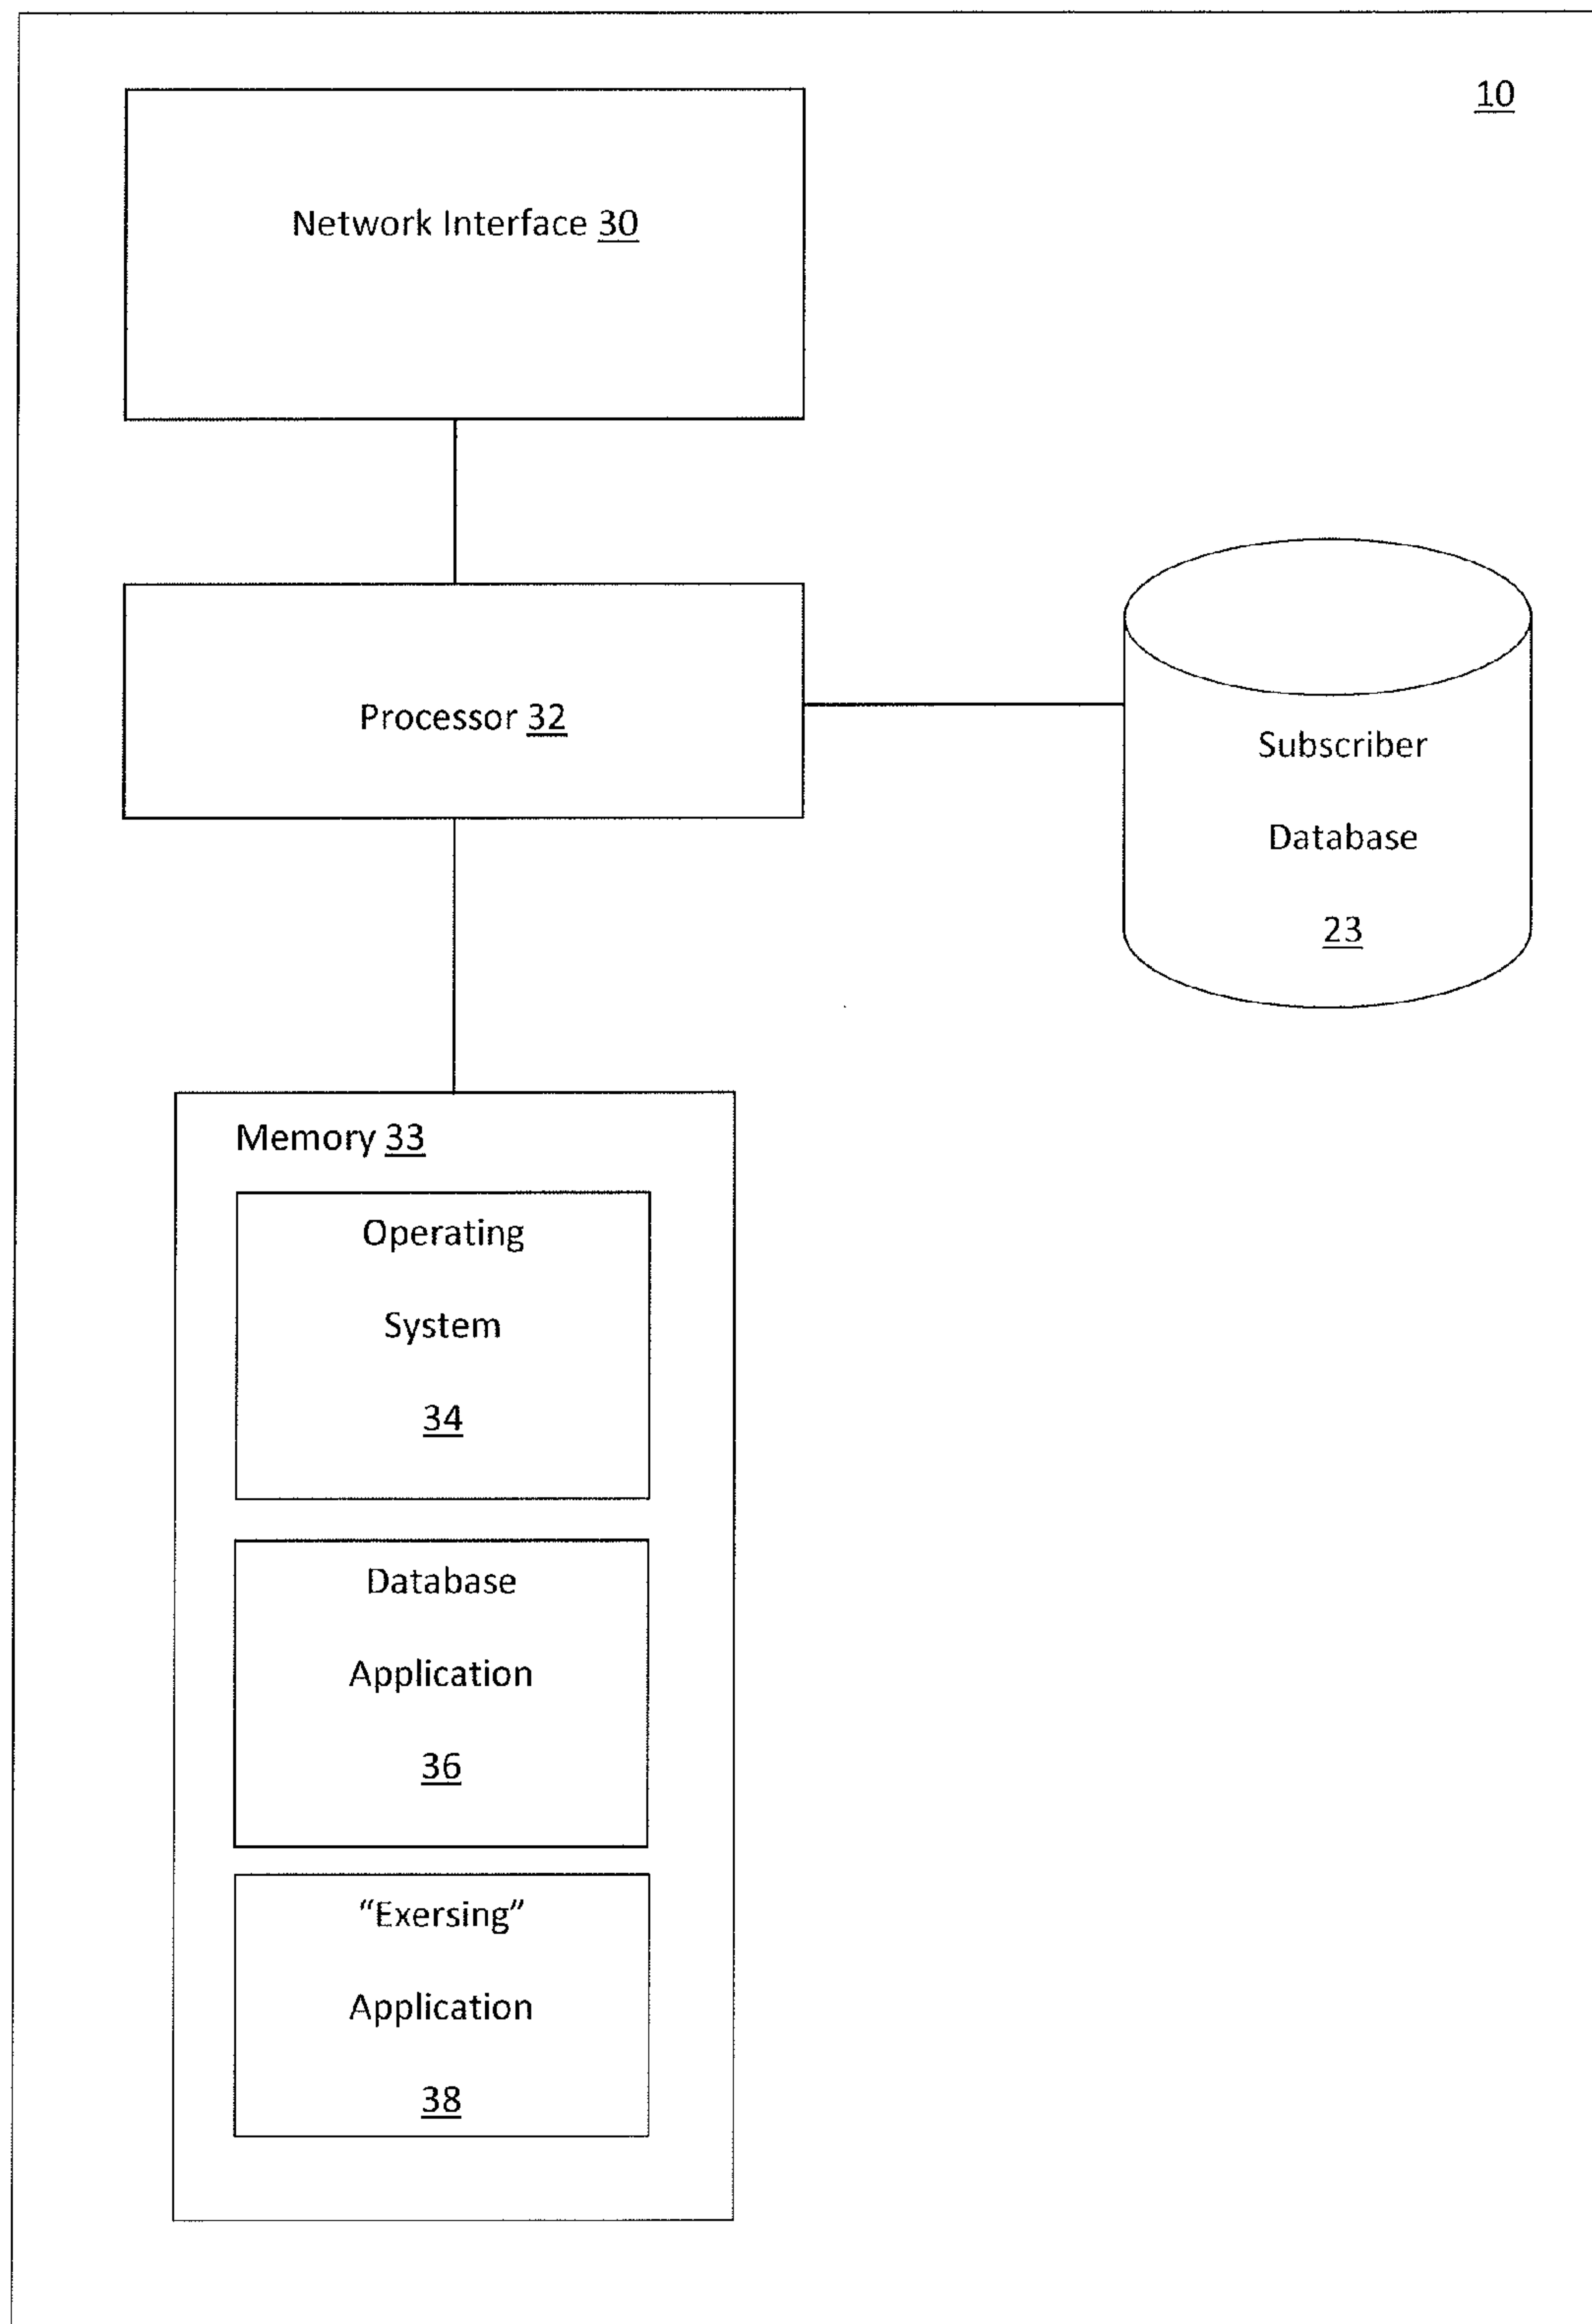 10
Network Interface 30
Processor 32
Subscriber
Database
23
Memory 33
Operating
System
34
Database
Application
36
“Exersing”
Application
38